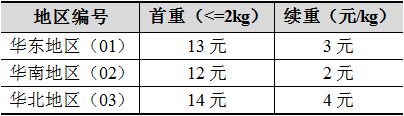 地区编号 首重（<=2kg） 续重（元/kg）
华东地区（01） 13 元 3 元
华南地区（02） 12 元 2 元
华北地区（03） 14 元 4 元